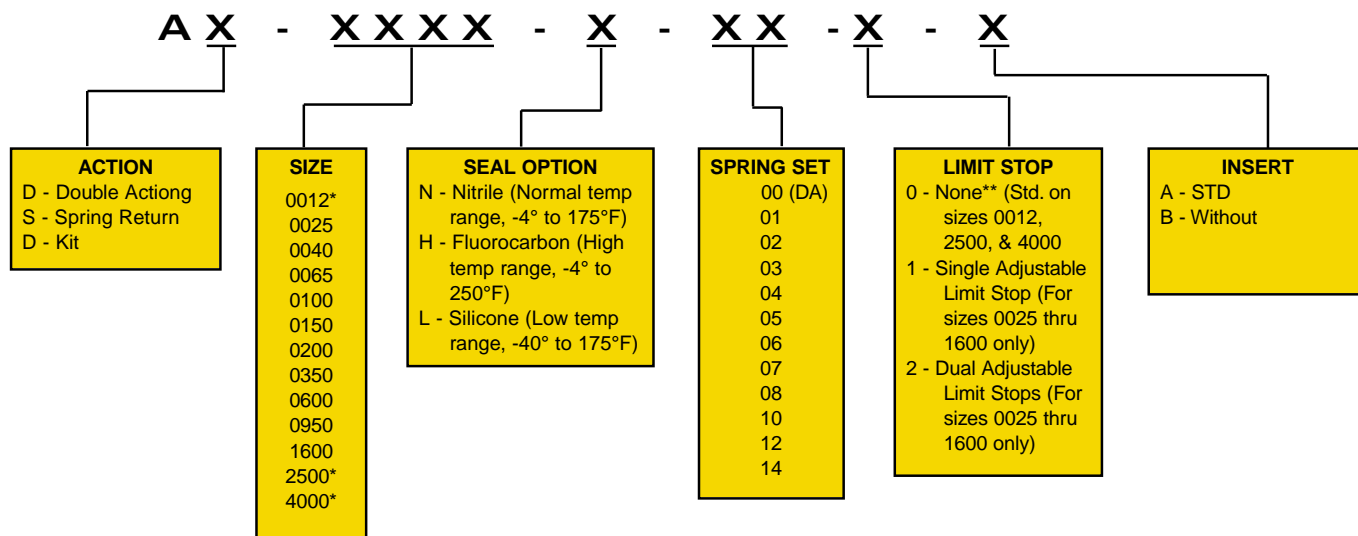 A X - X X X X - X - X X - X - X
ACTION
D - Double Actiong
S - Spring Return
D - Kit
SIZE
0012*
0025
0040
0065
0100
0150
0200
0350
0600
0950
1600
2500*
4000*
SEAL OPTION
N - Nitrile (Normal temp
range, -4° to 175°F)
H - Fluorocarbon (High
temp range, -4° to
250°F)
L - Silicone (Low temp
range, -40° to 175°F)
SPRING SET
00 (DA)
01
02
03
04
05
06
07
08
10
12
14
LIMIT STOP
0 - None** (Std. on
sizes 0012,
2500, & 4000
1 - Single Adjustable
Limit Stop (For
sizes 0025 thru
1600 only)
2 - Dual Adjustable
Limit Stops (For
sizes 0025 thru
1600 only)
INSERT
A - STD
B - Without